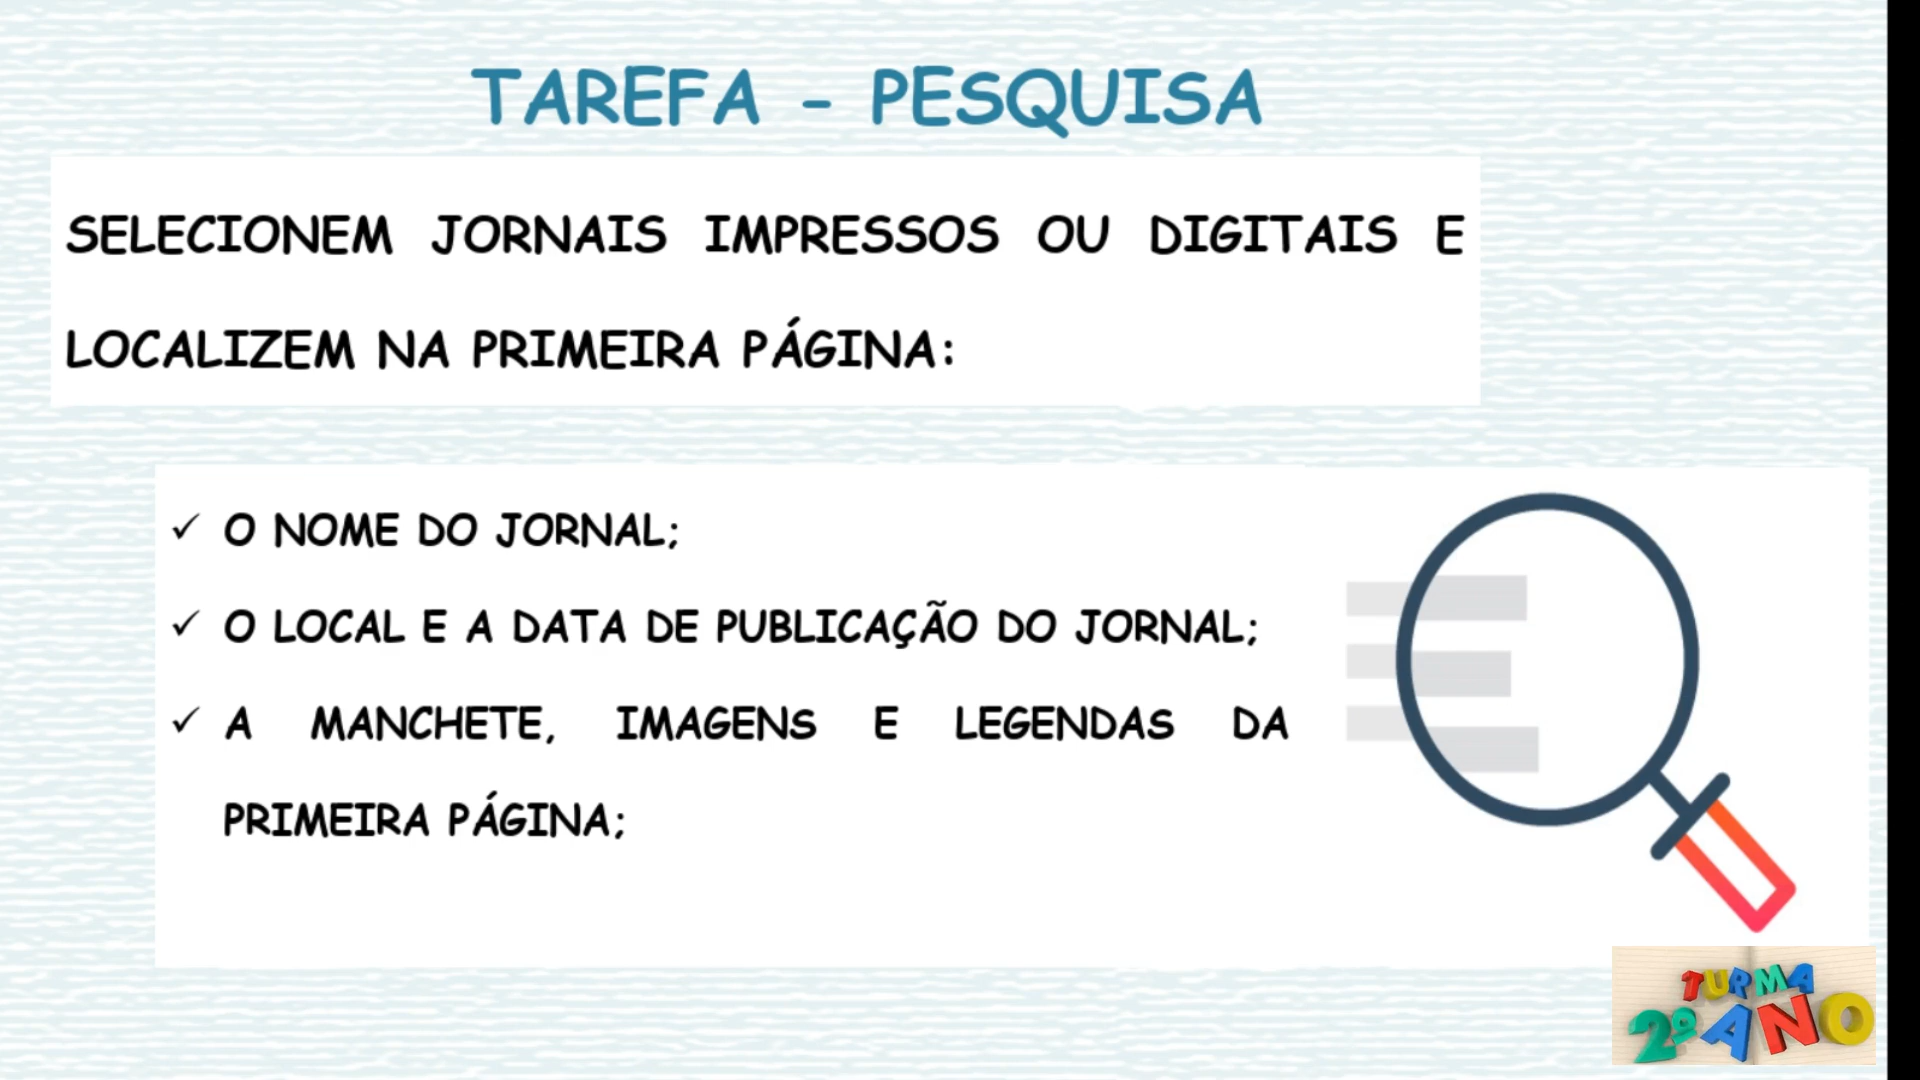 TAREFA - PESQUISA
SELECIONEM JORNAIS IMPRESSOS OU DIGITAIS E
LOCALIZEM NA PRIMEIRA PÁGINA:
✓ O NOME DO JORNAL;
✓ O LOCAL E A DATA DE PUBLICAÇÃO DO JORNAL;
✓ A MANCHETE, IMAGENS E LEGENDAS DA
PRIMEIRA PÁGINA;
TURMA
2º ANO